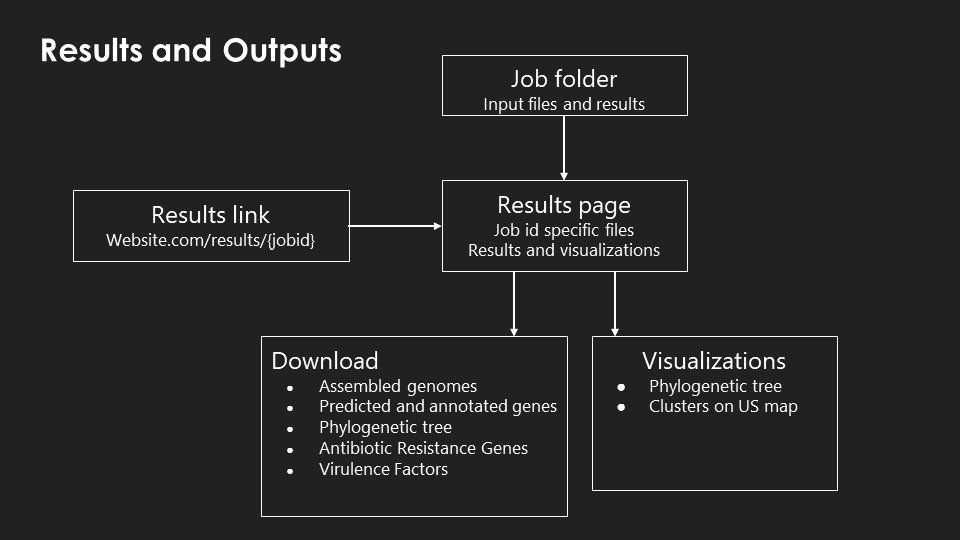 Results and Outputs
Job folder
Input files and results
Results link
Website.com/results/{jobid}
Results page
Job id specific files
Results and visualizations
Download
● Assembled genomes
● Predicted and annotated genes
● Phylogenetic tree
● Antibiotic Resistance Genes
● Virulence Factors
Visualizations
● Phylogenetic tree
● Clusters on US map